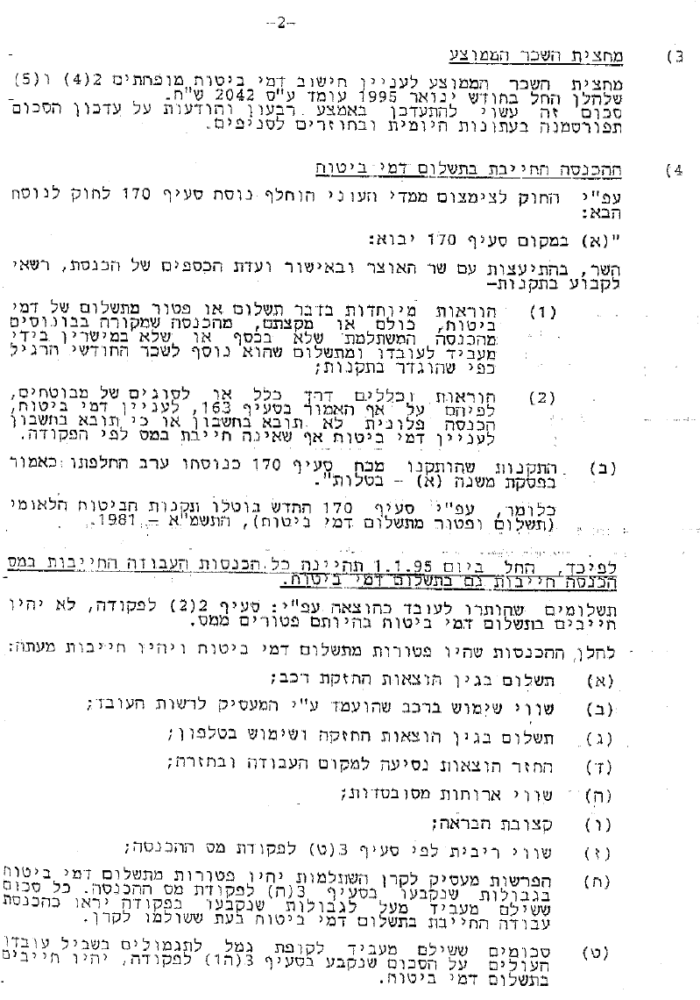 -2-
3) מחצית השכר הממוצע
מחצית השכר הממוצע לעניין חישוב דמי ביטוח מופחתים 2(4) ו(5)
שלהלן החל בחודש ינואר 1995 עומד ע"ס 2042 ש"ח.
סכום זה עשוי להתעדכן באמצע רבעון והודעות על עדכון הסכום
תפורסמנה בעתונות היומית ובחוזרים לסניפים.
4) ההכנסה החייבת בתשלום דמי ביטוח
עפ"י החוק לצימצום ממדי העוני הוחלף נוסח סעיף 170 לחוק לנוסח
הבא:
"(א) במקום סעיף 170 יבוא:
השר, בהתיעצות עם שר האוצר ובאישור ועדת הכספים של הכנסת, רשאי
לקבוע בתקנות-
(1) הוראות מיוחדות בדבר תשלום או פטור מתשלום של דמי
ביטוח, כולם או מקצתם, מהכנסה שמקורה בבונוסים
מהכנסה המשתלמת שלא בכסף או שלא במישרין בידי
מעביד לעובדו ומתשלום שהוא נוסף לשכר החודשי הרגיל
כפי שהוגדר בתקנות;
(2) הוראות וכללים דרך כלל או לסוגים של מבוטחים,
לפיהם על אף האמור בסעיף 163, לעניין דמי ביטוח,
הכנסה פלונית לא תובא בחשבון או כי תובא בחשבון
לעניין דמי ביטוח אף שאינה חייבת במס לפי הפקודה.
(ב) התקנות שהותקנו מכח סעיף 170 כנוסחו ערב החלפתו כאמור
בפסקת משנה (א) - בטלות".
כלומר, עפ"י סעיף 170 החדש בוטלו תקנות הביטוח הלאומי
(תשלום ופטור מתשלום דמי ביטוח), התשמ"א - 1981.
לפיכך, החל ביום 1.1.95 תהיינה כל הכנסות העבודה החייבות במס
הכנסה חייבות גם בתשלום דמי ביטוח.
תשלומים שהותרו לעובד כהוצאה עפ"י: סעיף 2(2) לפקודה, לא יהיו
חייבים בתשלום דמי ביטוח בהיותם פטורים ממס.
להלן ההכנסות שהיו פטורות מתשלום דמי ביטוח ויהיו חייבות מעתה:
(א) תשלום בגין הוצאות החזקת רכב;
(ב) שווי שימוש ברכב שהועמד ע"י המעסיק לרשות העובד;
(ג) תשלום בגין הוצאות החזקה ושימוש בטלפון;
(ד) החזר הוצאות נסיעה למקום העבודה ובחזרה;
(ה) שווי ארוחות מסובסדות;
(ו) קצובת הבראה;
(ז) שווי ריבית לפי סעיף 3(ט) לפקודת מס ההכנסה;
(ח) הפרשות מעסיק לקרן השתלמות יהיו פטורות מתשלום דמי ביטוח
בגבולות שנקבעו בסעיף 3(ה) לפקודת מס ההכנסה. כל סכום
ששילם מעביד מעל לגבולות שנקבעו בפקודה יראו כהכנסת
עבודה החייבת בתשלום דמי ביטוח בעת ששולמו לקרן.
(ט) סכומים ששילם מעביד לקופת גמל לתגמולים בשביל עובדו
העולים על הסכום שנקבע בסעיף 3(ה1) לפקודה, יהיו חייבים
בתשלום דמי ביטוח.